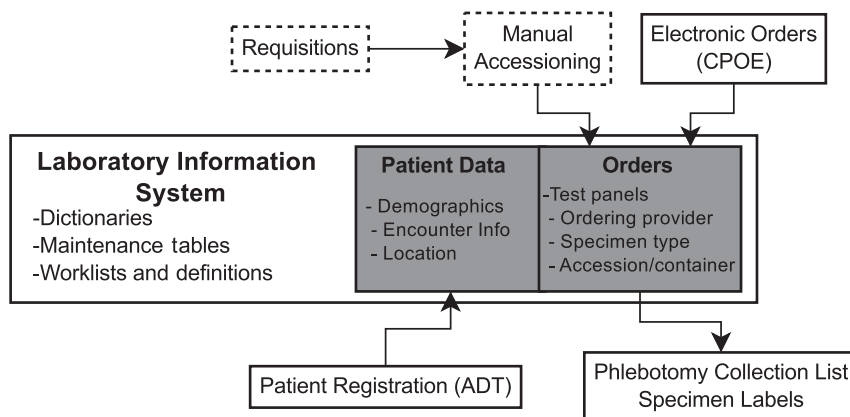 Requisitions
Manual
Accessioning
Electronic Orders
(CPOE)
Laboratory Information
System
-Dictionaries
-Maintenance tables
-Worklists and definitions
Patient Data
- Demographics
- Encounter Info
- Location
Orders
-Test panels
- Ordering provider
- Specimen type
- Accession/container
Patient Registration (ADT)
Phlebotomy Collection List
Specimen Labels